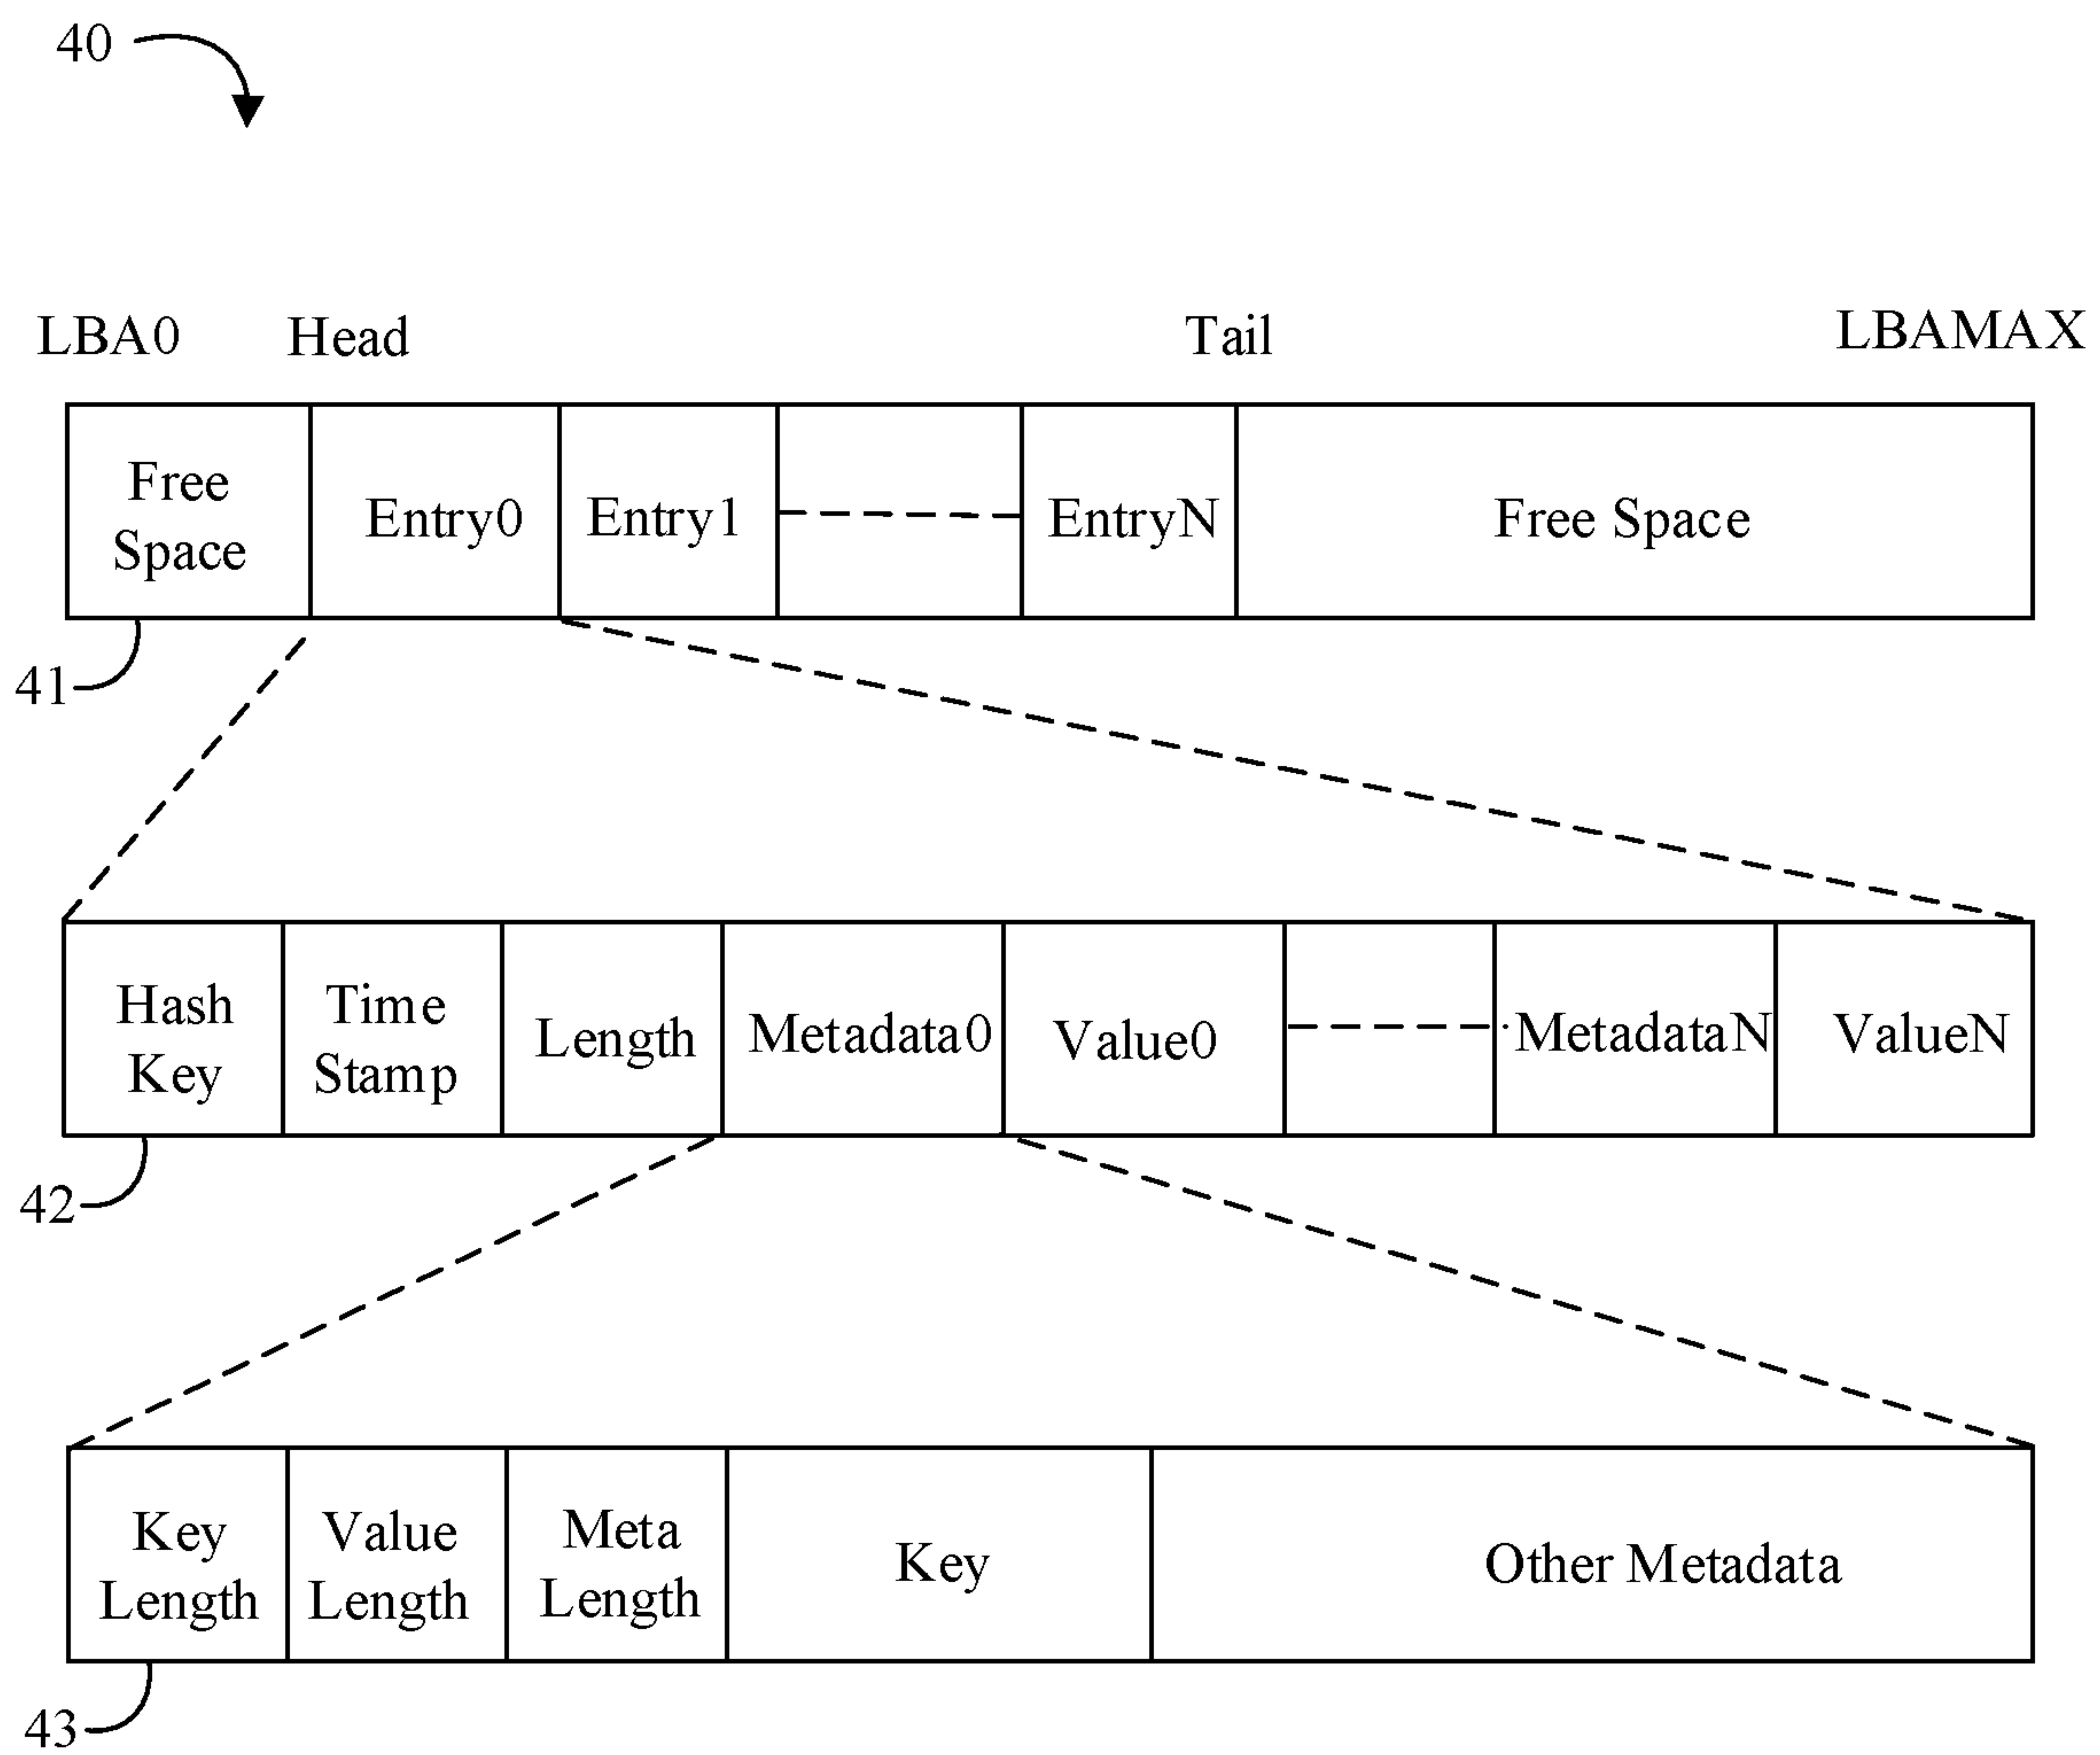 40
LBA0 Head Tail LBAMAX
Free
Space
Entry0 Entry1 EntryN Free Space
41
Hash
Key
Time
Stamp
Length Metadata0 Value0 MetadataN ValueN
42
Key
Length
Value
Length
Meta
Length
Key
Other Metadata
43